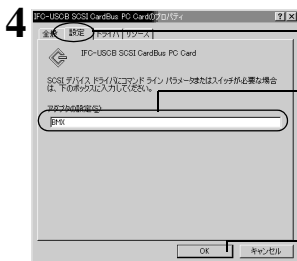 4
IFC-USCB SCSI CardBus PC Cardのプロパティ
全般 設定 ドライバ リソース
IFC-USCB SCSI CardBus PC Card
SCSI デバイス ドライバにコマンド ライン パラメータまたはスイッチが必要な場合
は、下のボックスに入力してください。
アダプタの設定(S)
BMX
OK キャンセル